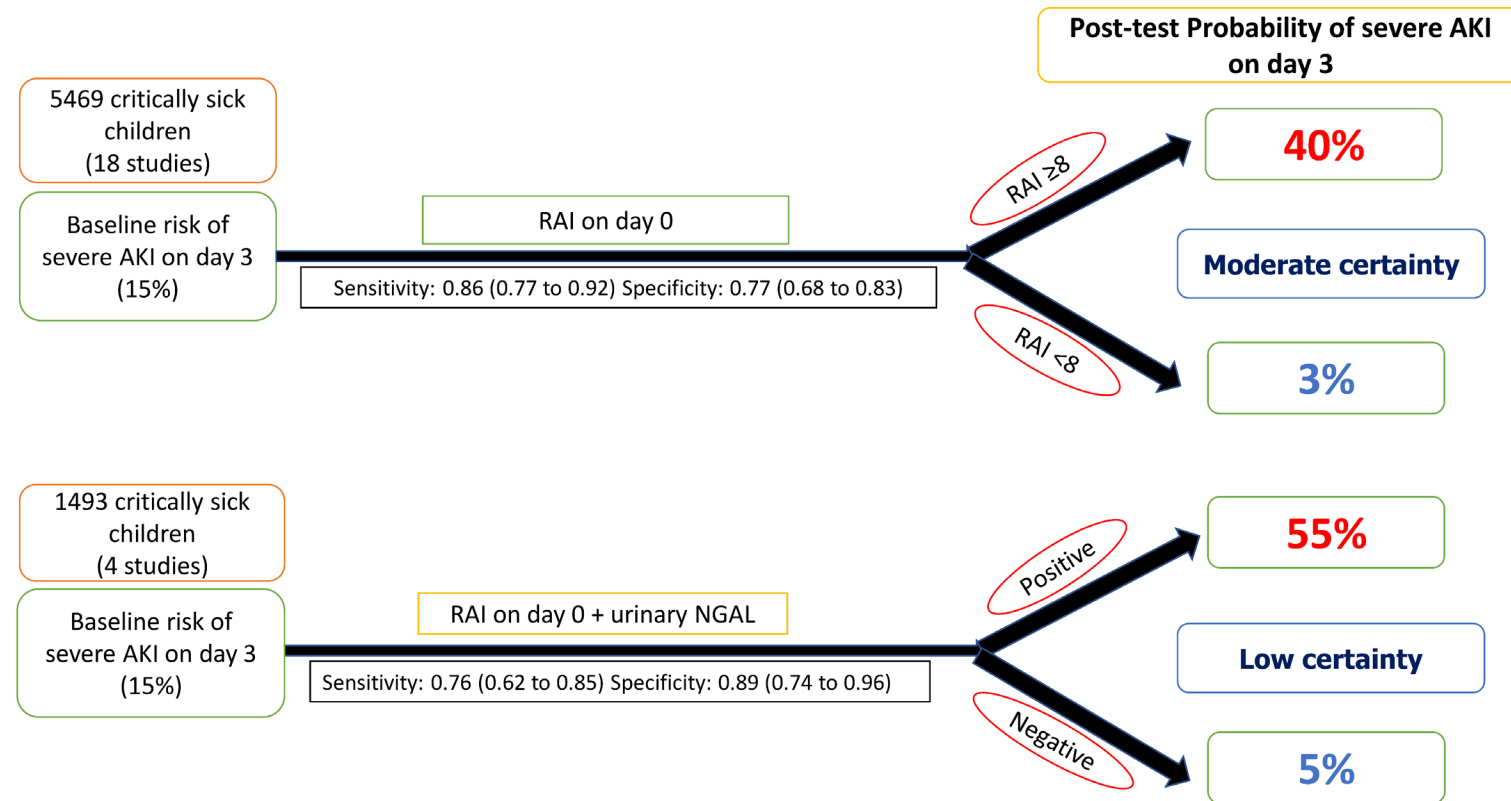 Post-test Probability of severe AKI
on day 3
5469 critically sick
children
(18 studies)
Baseline risk of
severe AKI on day 3
(15%)
RAI on day 0
Sensitivity: 0.86 (0.77 to 0.92) Specificity: 0.77 (0.68 to 0.83)
RAI ≥8
40%
Moderate certainty
RAI <8
3%
1493 critically sick
children
(4 studies)
Baseline risk of
severe AKI on day 3
(15%)
RAI on day 0 + urinary NGAL
Sensitivity: 0.76 (0.62 to 0.85) Specificity: 0.89 (0.74 to 0.96)
Positive
55%
Low certainty
Negative
5%